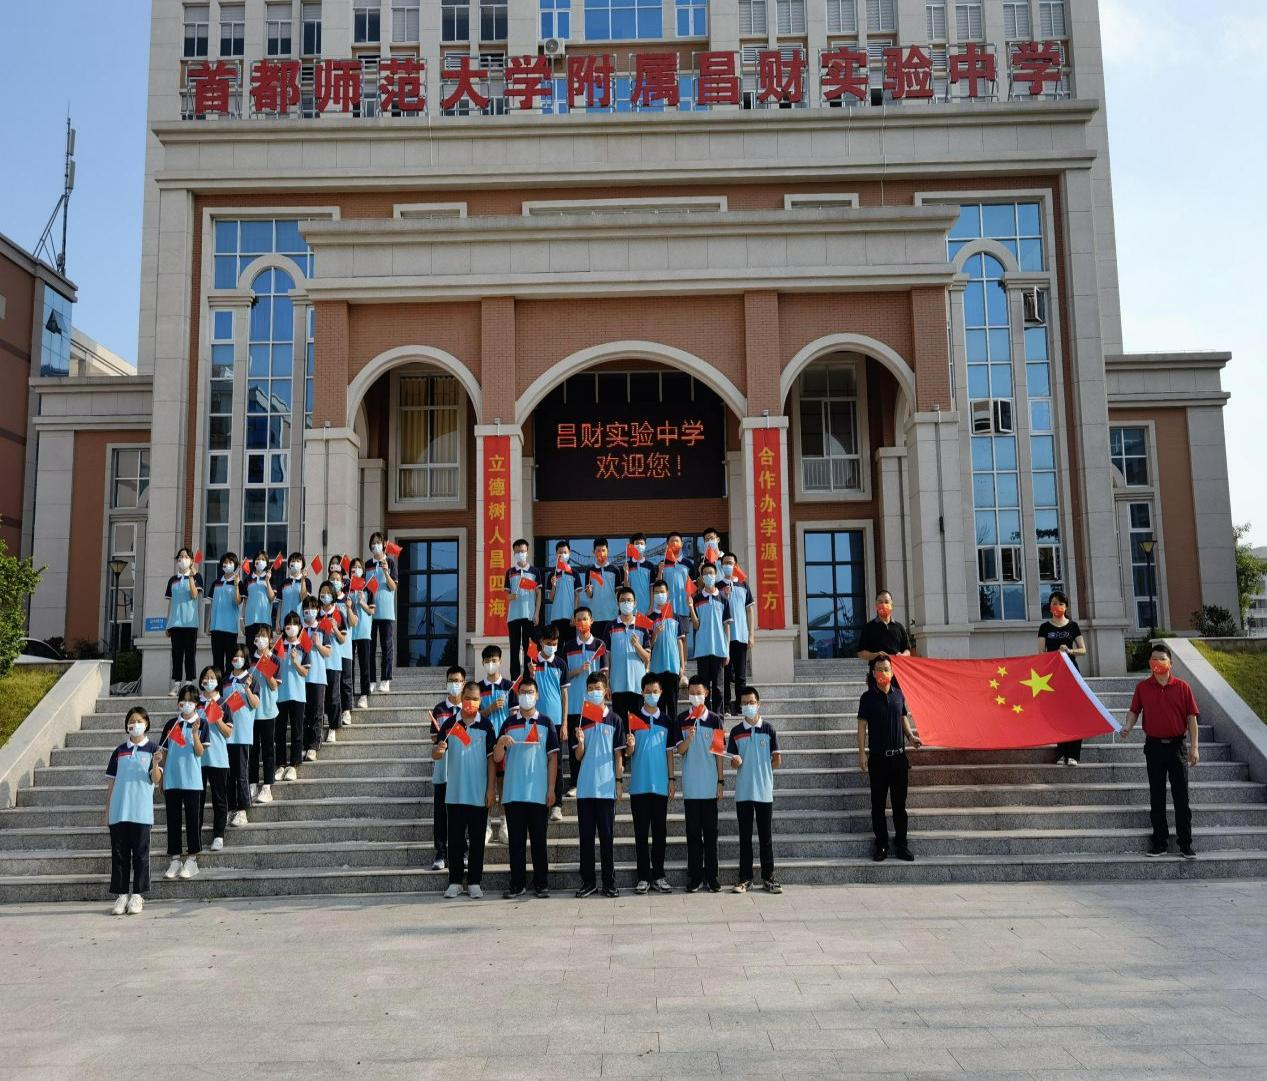 首都师范大学附属昌财实验中学
昌财实验中学
欢迎您！
立德树人昌四海
合作办学源三方